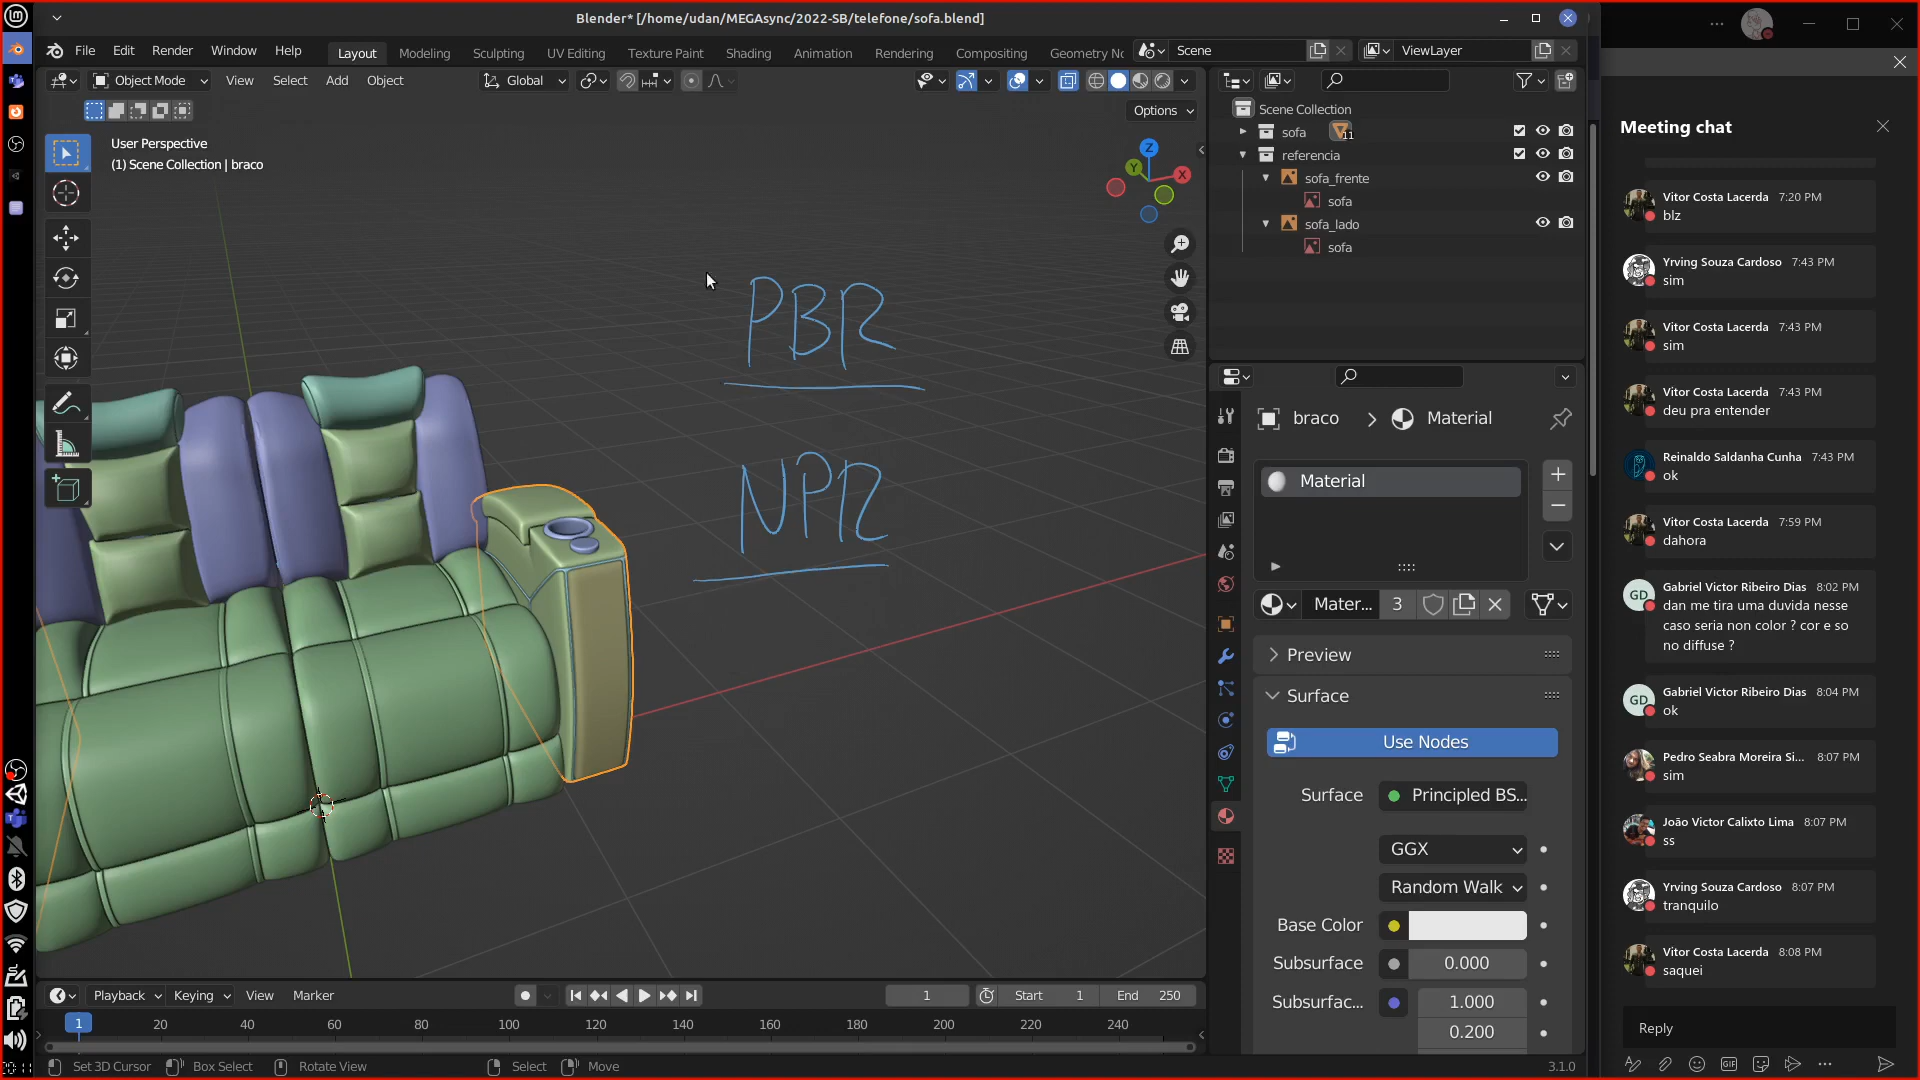 Blender* [/home/udan/MEGAsync/2022-SB/telefone/sofa.blend]
File Edit Render Window Help
Layout Modeling Sculpting UV Editing Texture Paint Shading Animation Rendering Compositing Geometry No
Scene
ViewLayer
Object Mode
View Select Add Object
Global
Options
User Perspective
(1) Scene Collection | braco
Z
Y
X
PBR
NPR
Scene Collection
sofa 11
referencia
sofa_frente
sofa
sofa_lado
sofa
braco
Material
Material
Mater... 3
Preview
Surface
Use Nodes
Surface Principled BS...
GGX
Random Walk
Base Color
Subsurface 0.000
Subsurfac... 1.000
0.200
Playback Keying View Marker
1
Start 1
End 250
1 20 40 60 80 100 120 140 160 180 200 220 240
Set 3D Cursor
Box Select
Rotate View
Select
Move
3.1.0
Meeting chat
Vitor Costa Lacerda 7:20 PM
blz
Yrving Souza Cardoso 7:43 PM
sim
Vitor Costa Lacerda 7:43 PM
sim
Vitor Costa Lacerda 7:43 PM
deu pra entender
Reinaldo Saldanha Cunha 7:43 PM
ok
Vitor Costa Lacerda 7:59 PM
dahora
GD
Gabriel Victor Ribeiro Dias 8:02 PM
dan me tira uma duvida nesse
caso seria non color ? cor e so
no diffuse ?
GD
Gabriel Victor Ribeiro Dias 8:04 PM
ok
Pedro Seabra Moreira Si... 8:07 PM
sim
João Victor Calixto Lima 8:07 PM
ss
Yrving Souza Cardoso 8:07 PM
tranquilo
Vitor Costa Lacerda 8:08 PM
saquei
Reply
GIF